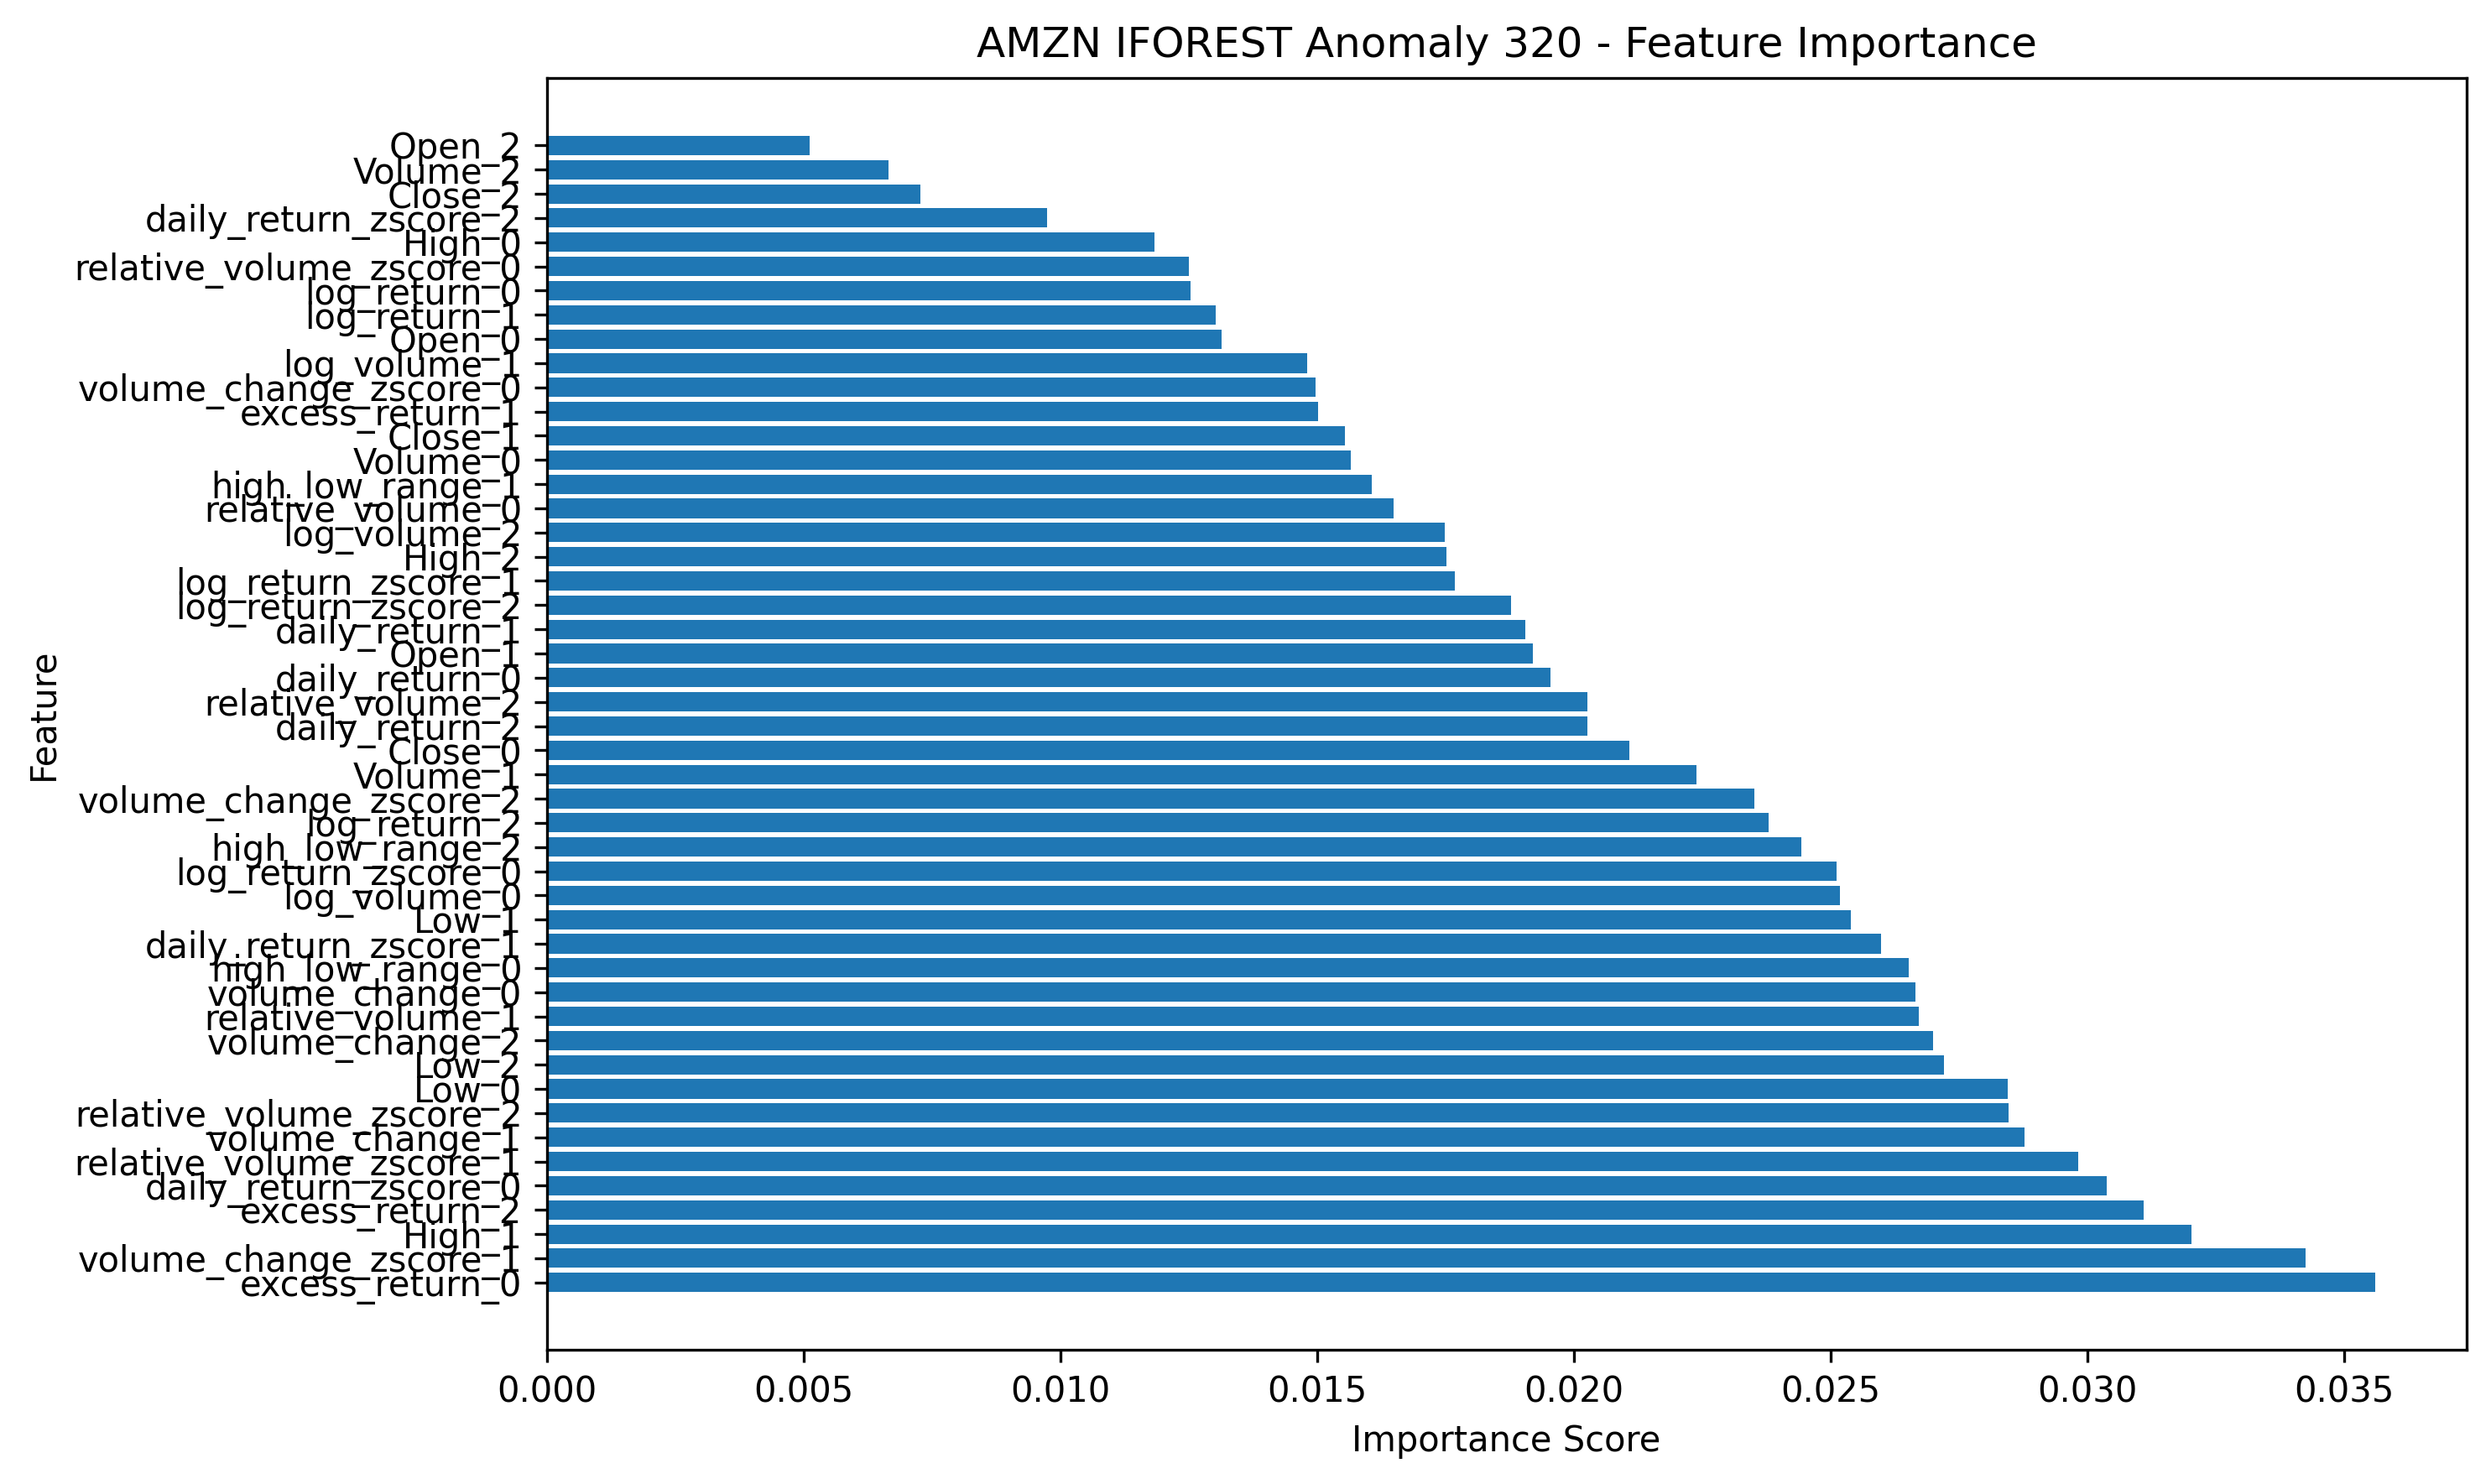 AMZN IFOREST Anomaly 320 - Feature Importance
Open_2
Volume_2
Close_2
daily_return_zscore_2
High_0
relative_volume_zscore_0
log_return_0
log_return_1
Open_0
log_volume_1
volume_change_zscore_0
excess_return_1
Close_1
Volume_0
high_low_range_1
relative_volume_0
log_volume_2
High_2
log_return_zscore_1
log_return_zscore_2
daily_return_1
Open_1
daily_return_0
relative_volume_2
daily_return_2
Close_0
Volume_1
volume_change_zscore_2
log_return_2
high_low_range_2
log_return_zscore_0
log_volume_0
Low_1
daily_return_zscore_1
high_low_range_0
volume_change_0
relative_volume_1
volume_change_2
Low_2
Low_0
relative_volume_zscore_2
volume_change_1
relative_volume_zscore_1
daily_return_zscore_0
excess_return_2
High_1
volume_change_zscore_1
excess_return_0
Feature
0.000 0.005 0.010 0.015 0.020 0.025 0.030 0.035
Importance Score